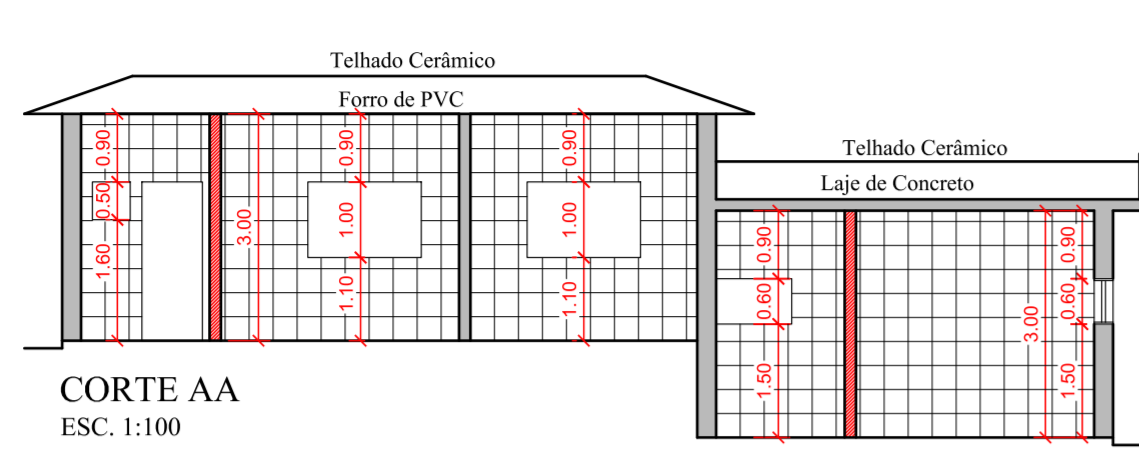 Telhado Cerâmico
Forro de PVC
0.90
0.50
1.60
3.00
0.90
1.00
1.10
0.90
1.00
1.10
Telhado Cerâmico
Laje de Concreto
0.90
0.60
1.50
3.00
0.90
0.60
1.50
CORTE AA
ESC. 1:100